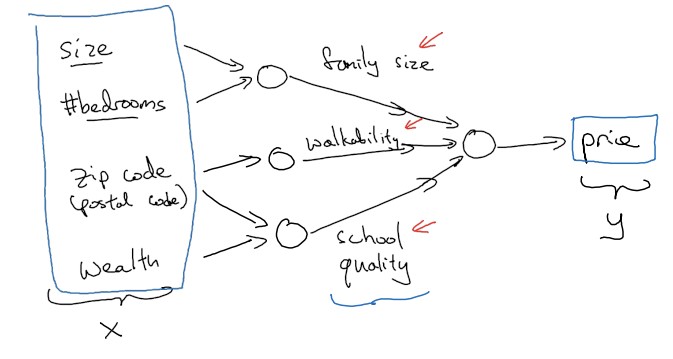 size
#bedrooms
zip code
(postal code)
wealth
X
family size
walkability
school
quality
price
y